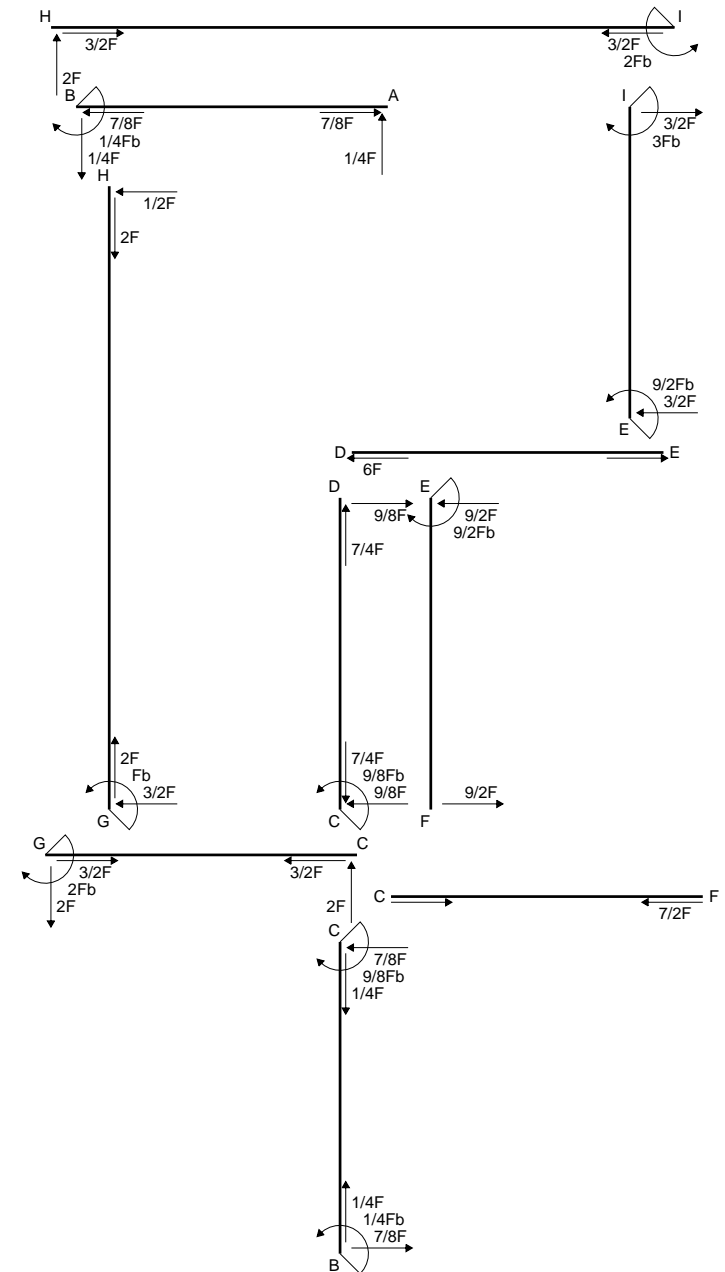 H I
3/2F 3/2F
2Fb
2F
B A I
7/8F 7/8F 3/2F
1/4Fb 3Fb
1/4F 1/4F
H
1/2F
2F
9/2Fb
3/2F
E
D E
6F
D E
9/8F 9/2F
9/2Fb
7/4F
2F 7/4F
Fb 9/8Fb
3/2F 9/8F 9/2F
G C F
G C
3/2F 3/2F
2Fb
2F 2F
C F
7/2F
C
7/8F
9/8Fb
1/4F
1/4F
1/4Fb
7/8F
B